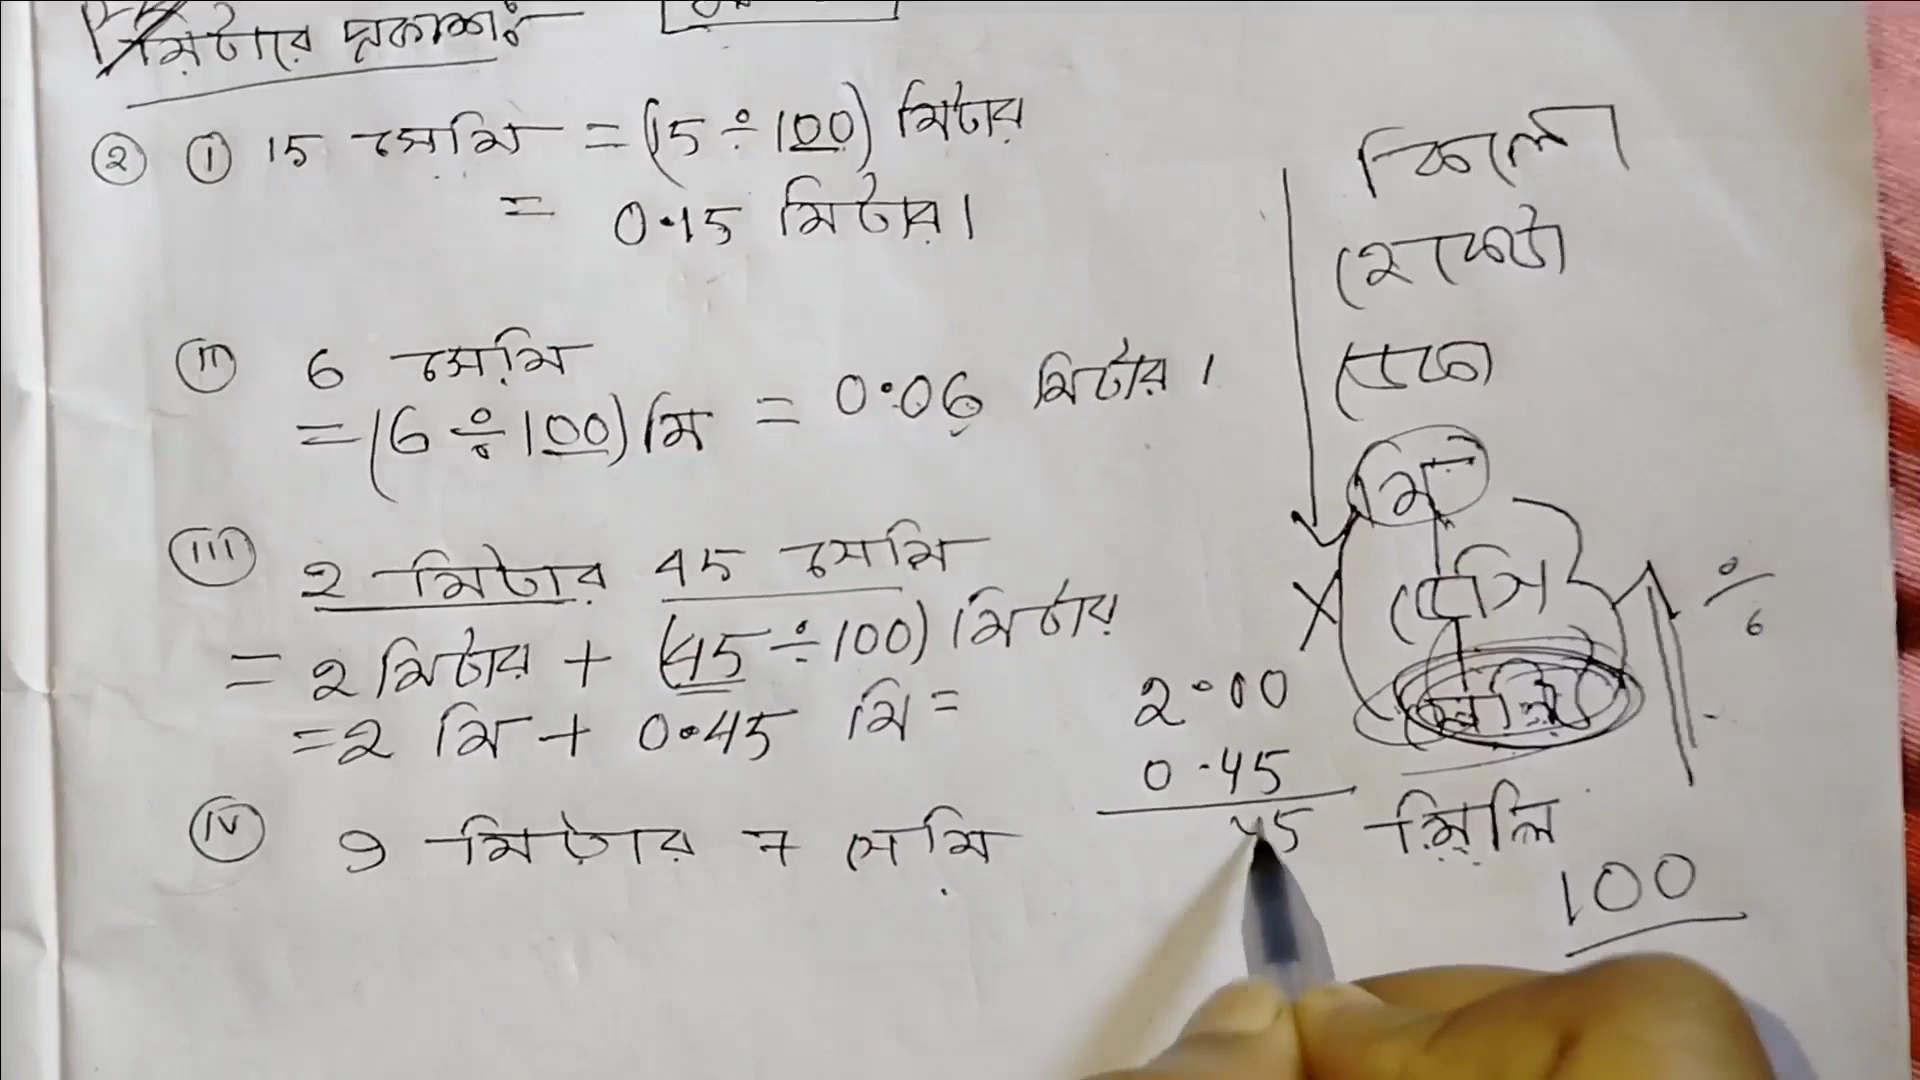 মিটারে প্রকাশ:
২ i 15 সেমি = (15 ÷ 100) মিটার
= 0.15 মিটার।
ii 6 সেমি
= (6 ÷ 100) মি = 0.06 মিটার।
iii 2 মিটার 45 সেমি
= 2 মিটার + (45 ÷ 100) মিটার
= 2 মি + 0.45 মি =
iv 9 মিটার 7 সেমি
2.00
0.45
45
কিলো
হেক্টো
ডেকা
মি
ডেসি
মিলি
100